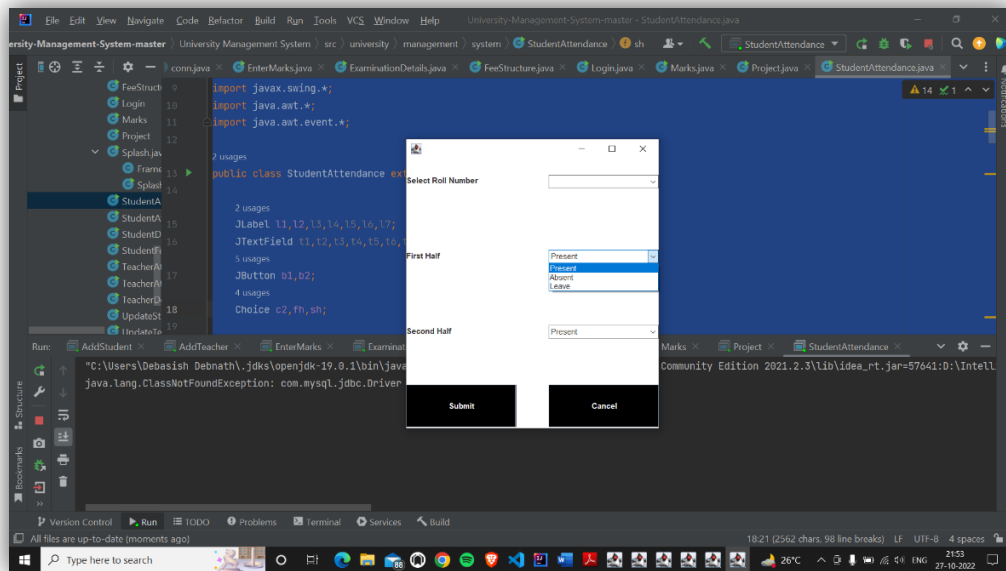 File Edit View Navigate Code Refactor Build Run Tools VCS Window Help University-Management-System-master - StudentAttendance.java
ersity-Management-System-master University Management System src university management system StudentAttendance sh StudentAttendance
Project conn.java EnterMarks.java ExaminationDetails.java FeeStructure.java Login.java Marks.java Project.java StudentAttendance.java
Notifications
FeeStructu
Login
Marks
Project
Splash.jav
Frame
Splash
StudentA
StudentA
StudentD
StudentF
TeacherA
TeacherA
TeacherD
UpdateSt
UpdateTe
14 1
9 import javax.swing.*;
10 import java.awt.*;
11 import java.awt.event.*;
12
2 usages
13 public class StudentAttendance ext
14
2 usages
15 JLabel l1,l2,l3,l4,l5,l6,l7;
16 JTextField t1,t2,t3,t4,t5,t6,t
5 usages
17 JButton b1,b2;
4 usages
18 Choice c2,fh,sh;
19
Select Roll Number
First Half Present
Present
Absent
Leave
Second Half Present
Submit Cancel
Run: AddStudent AddTeacher EnterMarks Examinat Marks Project StudentAttendance
"C:\Users\Debasish Debnath\.jdks\openjdk-19.0.1\bin\java Community Edition 2021.2.3\lib\idea_rt.jar=57641:D:\Intell
java.lang.ClassNotFoundException: com.mysql.jdbc.Driver
Structure
Bookmarks
Version Control Run TODO Problems Terminal Services Build
All files are up-to-date (moments ago) 18:21 (2562 chars, 98 line breaks) LF UTF-8 4 spaces
Type here to search 88 26°C ENG 21:53
27-10-2022